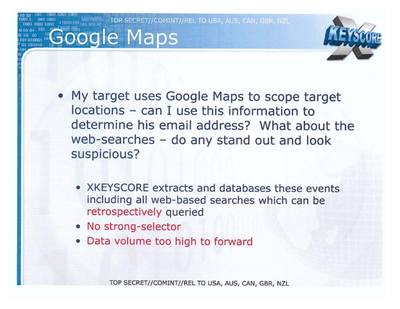 TOP SECRET//COMINT//REL TO USA, AUS, CAN, GBR, NZL
Google Maps
XKEYSCORE
• My target uses Google Maps to scope target
locations – can I use this information to
determine his email address? What about the
web-searches – do any stand out and look
suspicious?
• XKEYSCORE extracts and databases these events
including all web-based searches which can be
retrospectively queried
• No strong-selector
• Data volume too high to forward
TOP SECRET//COMINT//REL TO USA, AUS, CAN, GBR, NZL